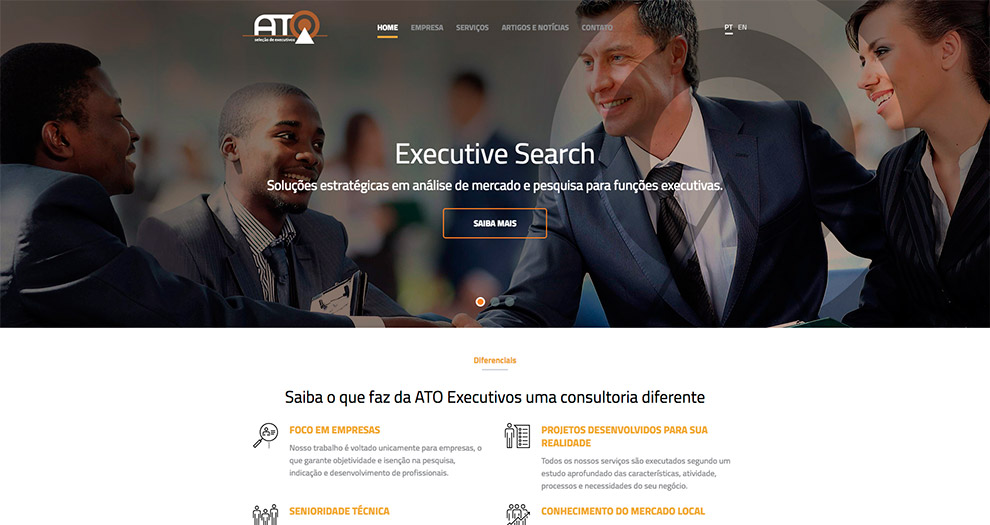 ATO
seleção de executivos
HOME EMPRESA SERVIÇOS ARTIGOS E NOTÍCIAS CONTATO
PT EN
Executive Search
Soluções estratégicas em análise de mercado e pesquisa para funções executivas.
SAIBA MAIS
Diferenciais
Saiba o que faz da ATO Executivos uma consultoria diferente
FOCO EM EMPRESAS
Nosso trabalho é voltado unicamente para empresas, o
que garante objetividade e isenção na pesquisa,
indicação e desenvolvimento de profissionais.
PROJETOS DESENVOLVIDOS PARA SUA
REALIDADE
Todos os nossos serviços são executados segundo um
estudo aprofundado das características, atividade,
processos e necessidades do seu negócio.
SENIORIDADE TÉCNICA
CONHECIMENTO DO MERCADO LOCAL